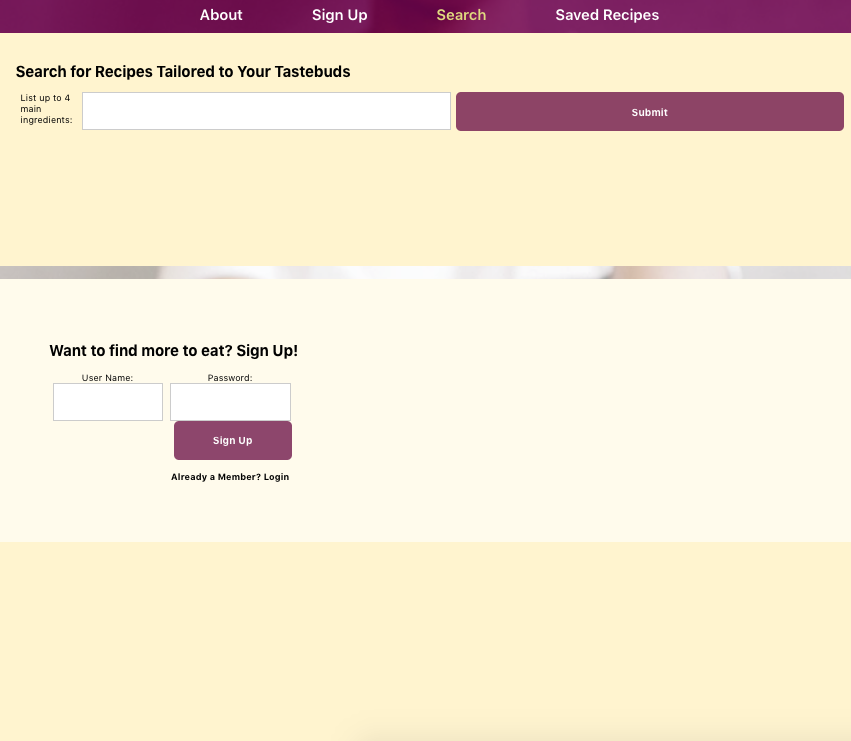 About Sign Up Search Saved Recipes
Search for Recipes Tailored to Your Tastebuds
List up to 4
main
ingredients:
Submit
Want to find more to eat? Sign Up!
User Name: Password:
Sign Up
Already a Member? Login